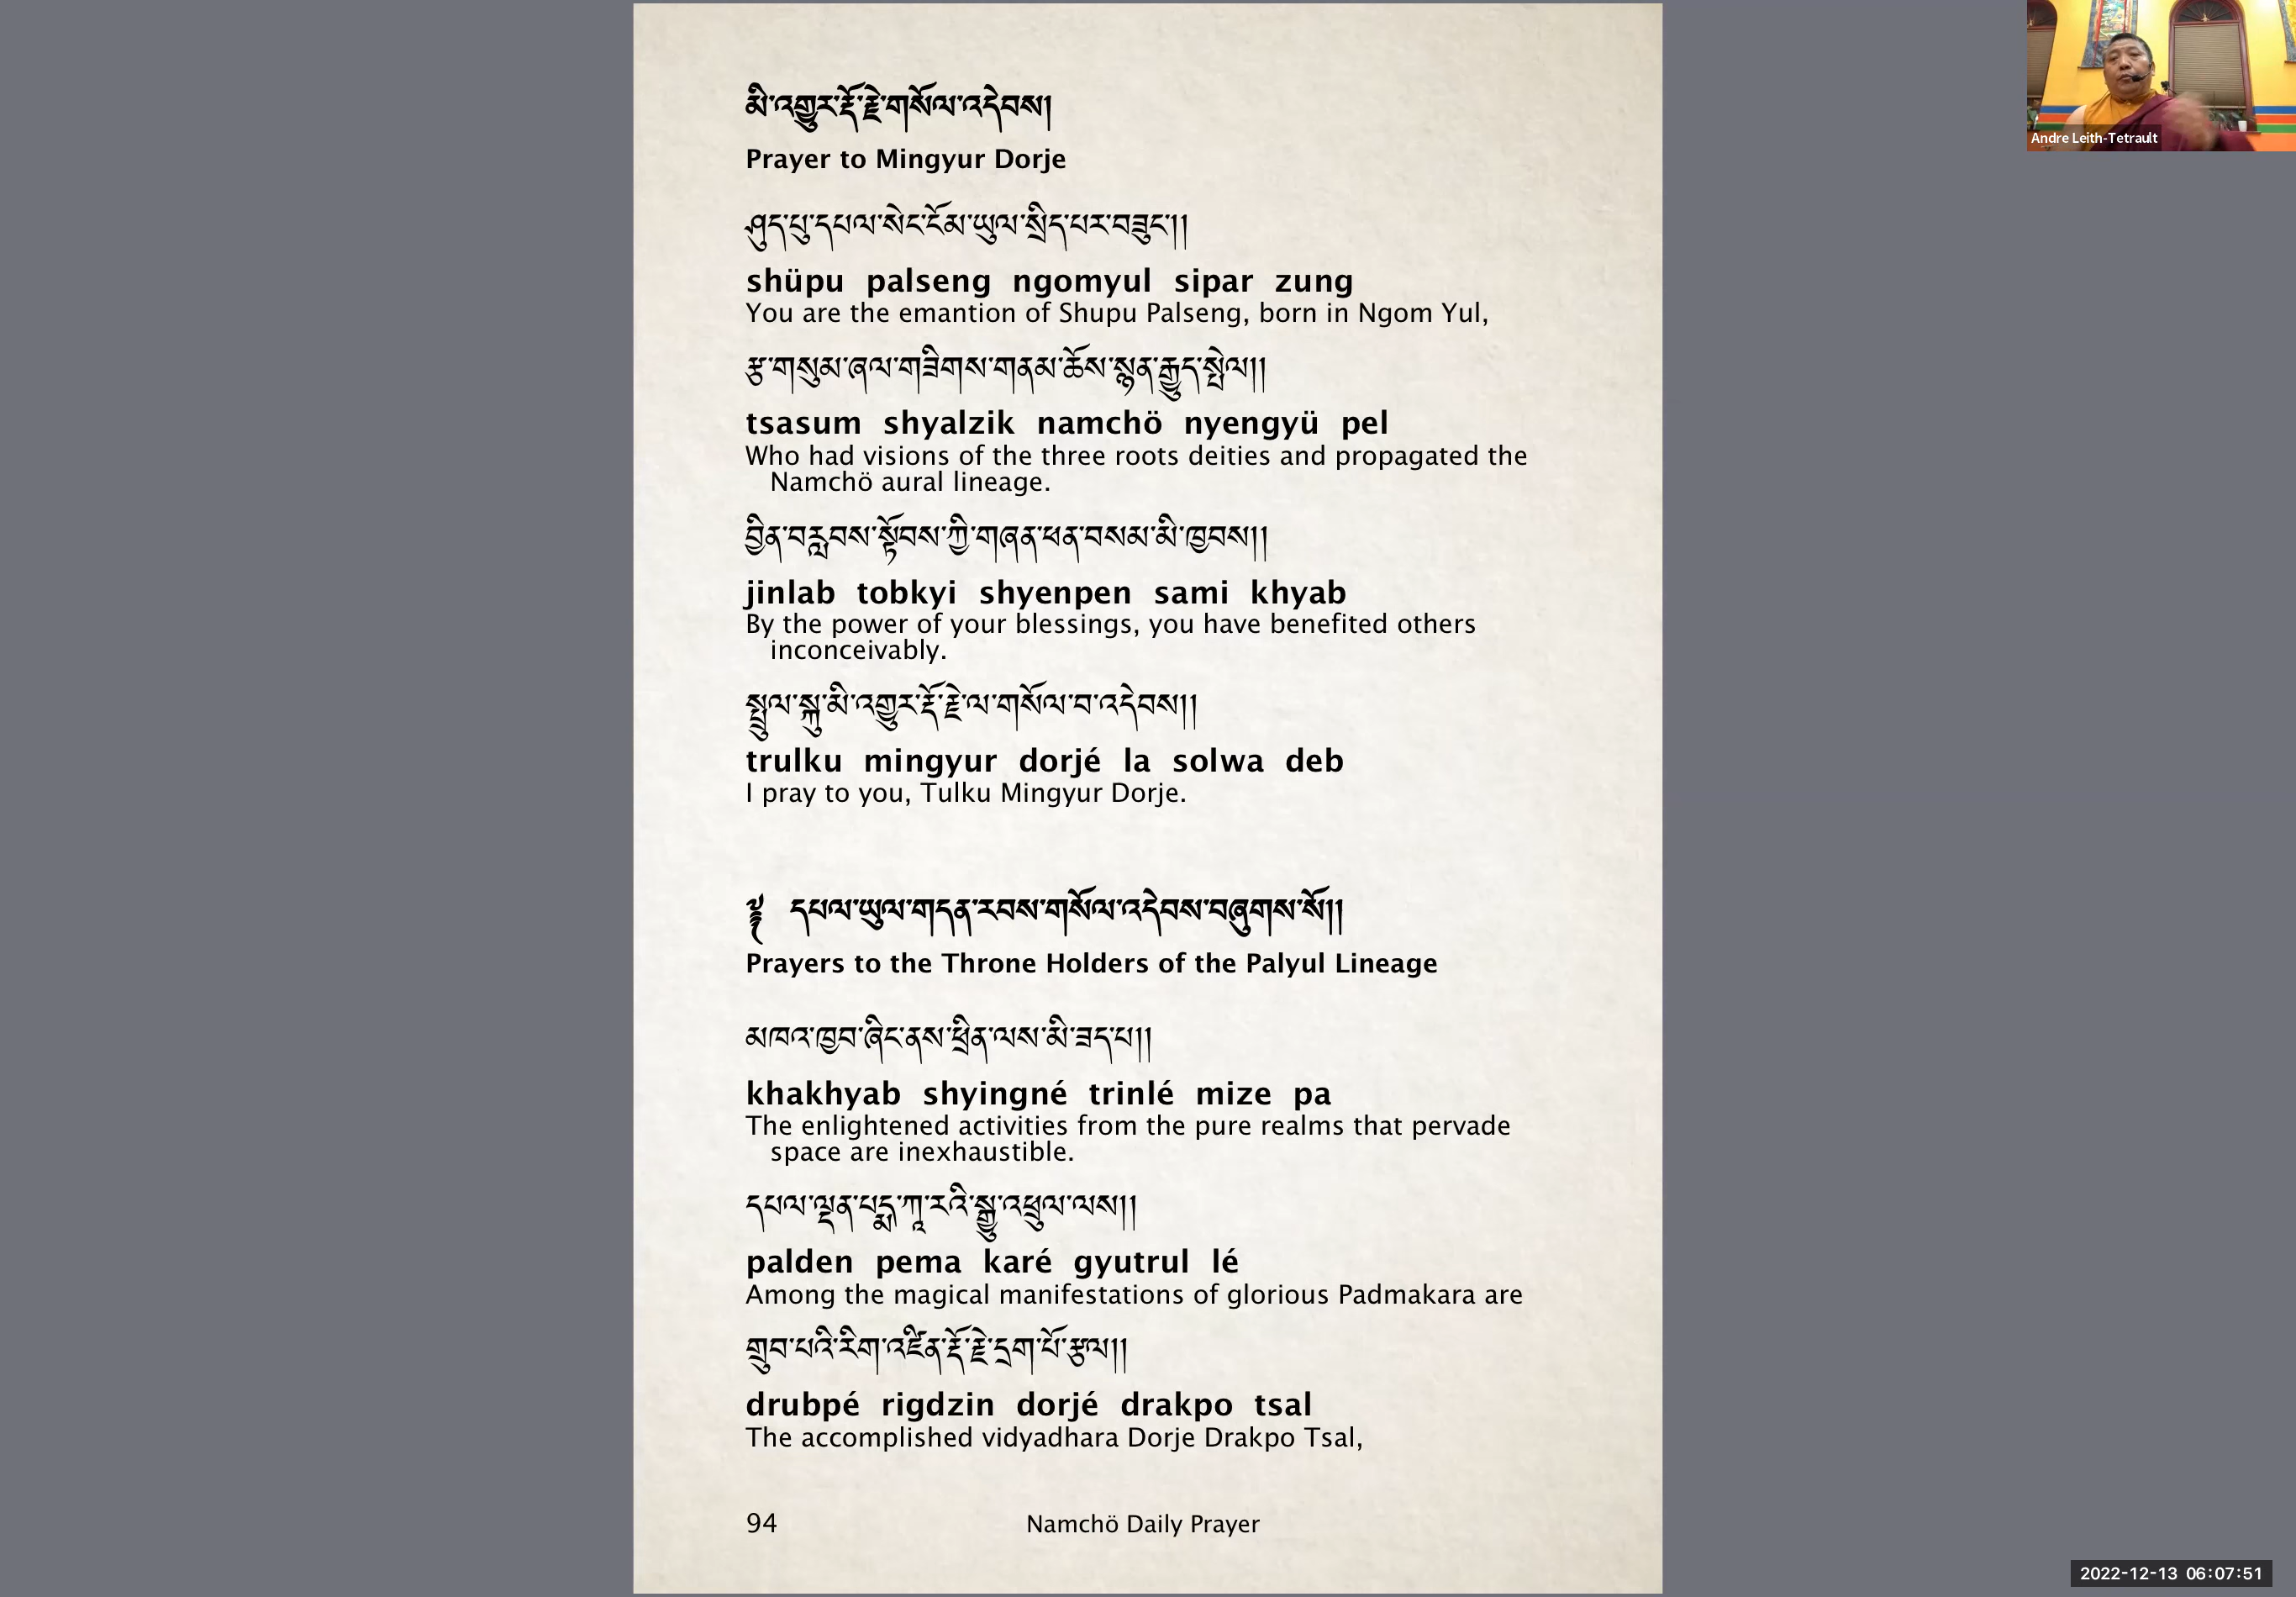 མི་འགྱུར་རྡོ་རྗེ་གསོལ་འདེབས།
Prayer to Mingyur Dorje
ཤུད་པུ་དཔལ་སེང་ངོམ་ཡུལ་སྲིད་པར་བཟུང་།།
shüpu palseng ngomyul sipar zung
You are the emantion of Shupu Palseng, born in Ngom Yul,
རྩ་གསུམ་ཞལ་གཟིགས་གནམ་ཆོས་སྙན་རྒྱུད་སྤེལ།།
tsasum shyalzik namchö nyengyü pel
Who had visions of the three roots deities and propagated the
Namchö aural lineage.
བྱིན་བརླབས་སྟོབས་ཀྱི་གཞན་ཕན་བསམ་མི་ཁྱབས།།
jinlab tobkyi shyenpen sami khyab
By the power of your blessings, you have benefited others
inconceivably.
སྤྲུལ་སྐུ་མི་འགྱུར་རྡོ་རྗེ་ལ་གསོལ་བ་འདེབས།།
trulku mingyur dorjé la solwa deb
I pray to you, Tulku Mingyur Dorje.
༄༅ དཔལ་ཡུལ་གདན་རབས་གསོལ་འདེབས་བཞུགས་སོ།།
Prayers to the Throne Holders of the Palyul Lineage
མཁའ་ཁྱབ་ཞིང་ནས་ཕྲིན་ལས་མི་ཟད་པ།།
khakhyab shyingné trinlé mize pa
The enlightened activities from the pure realms that pervade
space are inexhaustible.
དཔལ་ལྡན་པདྨ་ཀཱ་རའི་སྒྱུ་འཕྲུལ་ལས།།
palden pema karé gyutrul lé
Among the magical manifestations of glorious Padmakara are
གྲུབ་པའི་རིག་འཛིན་རྡོ་རྗེ་དྲག་པོ་རྩལ།།
drubpé rigdzin dorjé drakpo tsal
The accomplished vidyadhara Dorje Drakpo Tsal,
94 Namchö Daily Prayer
Andre Leith-Tetrault
2022-12-13 06:07:51